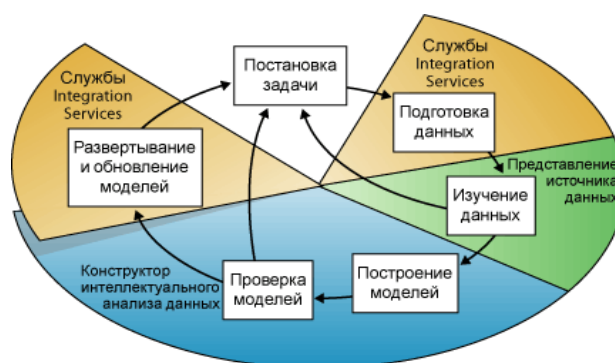 Службы
Integration
Services
Постановка
задачи
Службы
Integration
Services
Подготовка
данных
Развертывание
и обновление
моделей
Представление
источника
данных
Изучение
данных
Конструктор
интеллектуального
анализа данных
Проверка
моделей
Построение
моделей